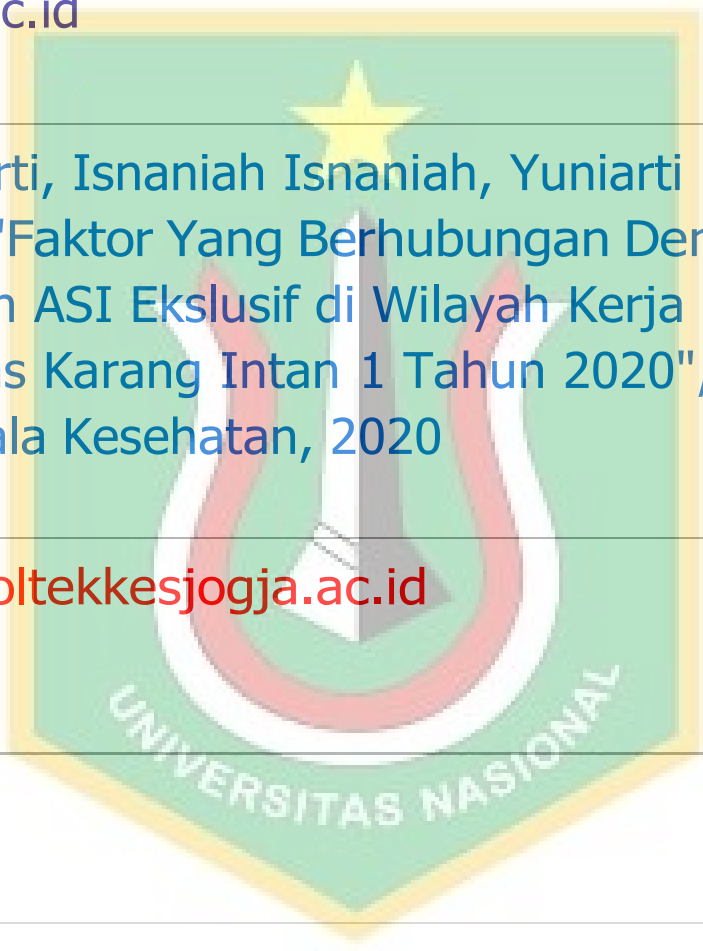 c.id
rti, Isnaniah Isnaniah, Yuniarti
"Faktor Yang Berhubungan Den
n ASI Ekslusif di Wilayah Kerja
s Karang Intan 1 Tahun 2020",
ala Kesehatan, 2020
oltekkesjogja.ac.id
UNIVERSITAS NASIONAL